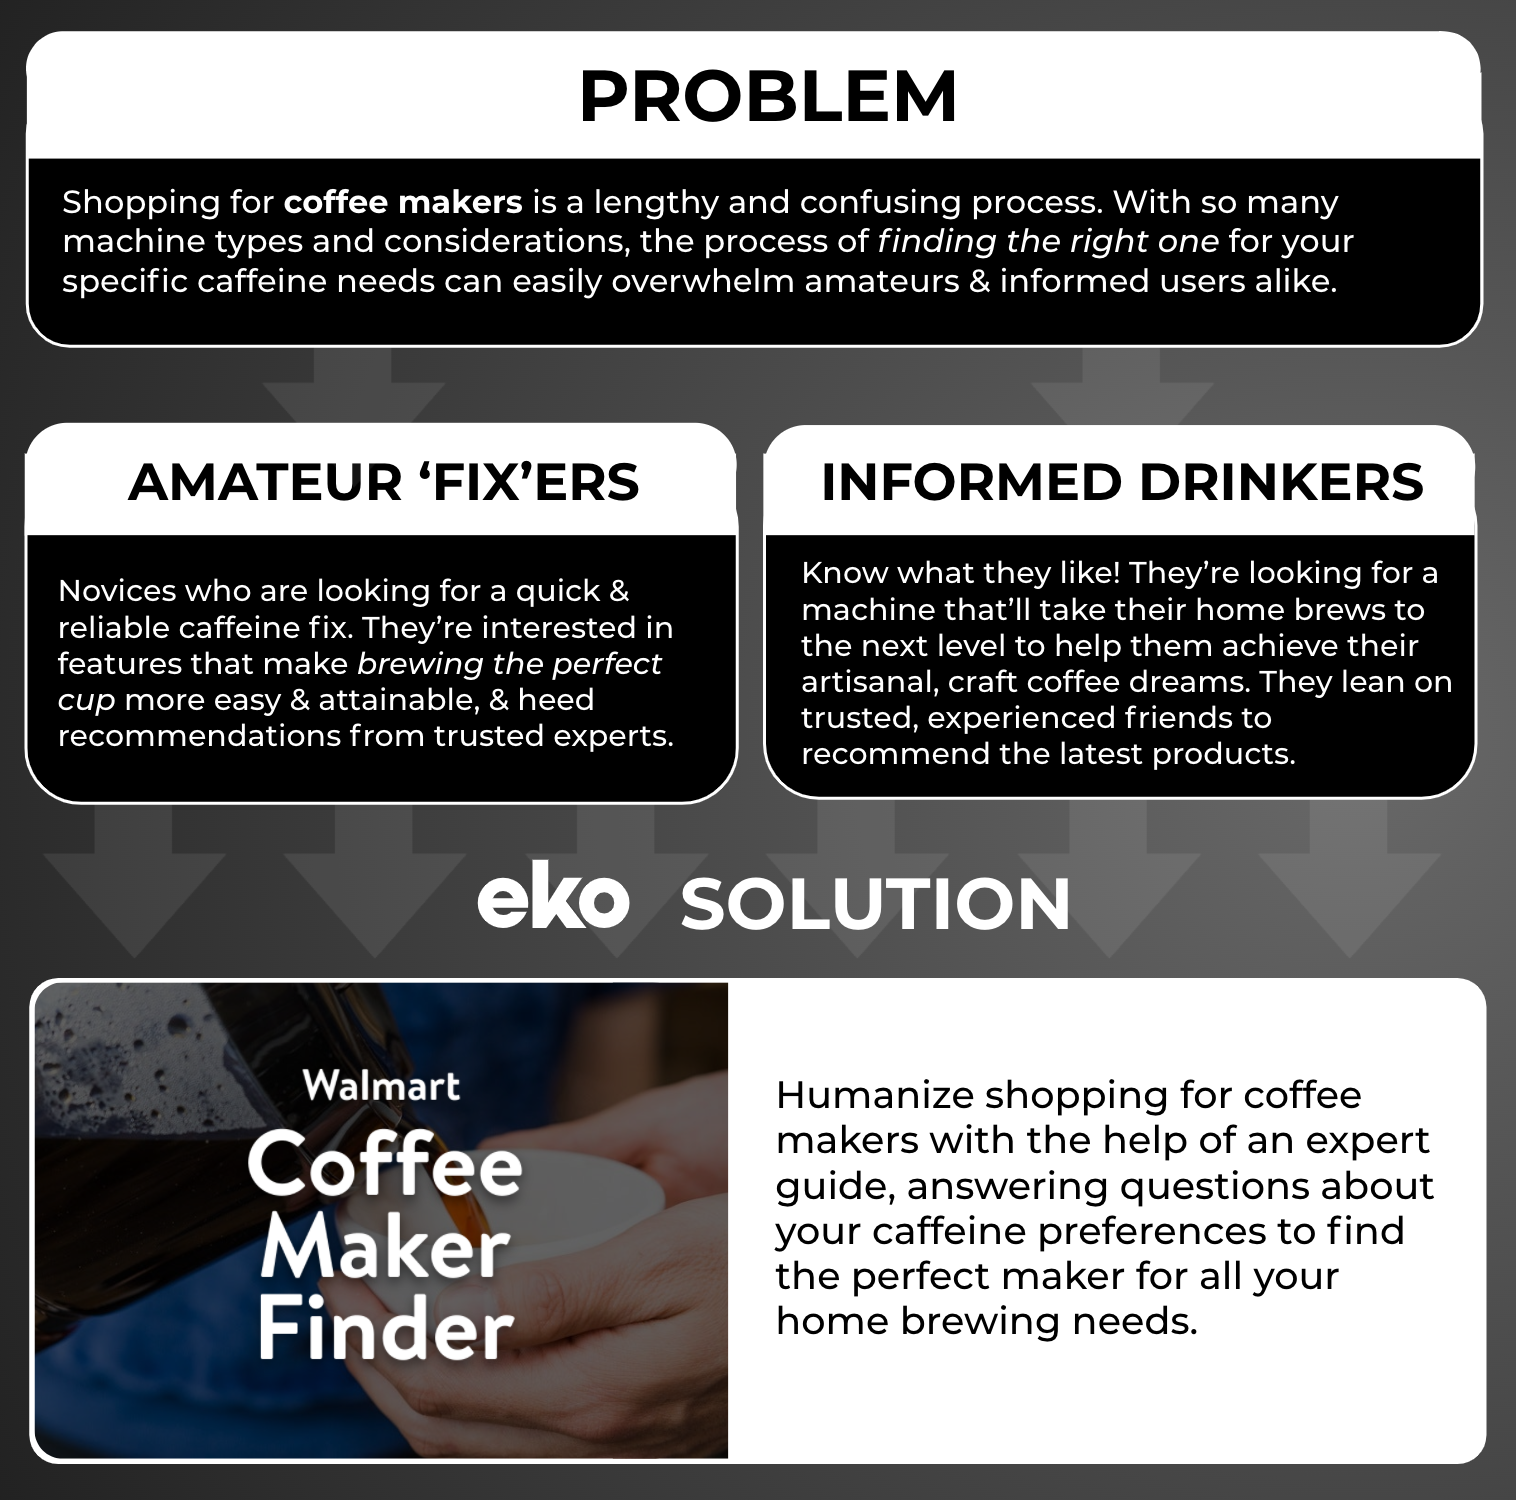 PROBLEM
Shopping for coffee makers is a lengthy and confusing process. With so many
machine types and considerations, the process of finding the right one for your
specific caffeine needs can easily overwhelm amateurs & informed users alike.
AMATEUR ‘FIX’ERS
Novices who are looking for a quick &
reliable caffeine fix. They’re interested in
features that make brewing the perfect
cup more easy & attainable, & heed
recommendations from trusted experts.
INFORMED DRINKERS
Know what they like! They’re looking for a
machine that’ll take their home brews to
the next level to help them achieve their
artisanal, craft coffee dreams. They lean on
trusted, experienced friends to
recommend the latest products.
eko SOLUTION
Walmart
Coffee
Maker
Finder
Humanize shopping for coffee
makers with the help of an expert
guide, answering questions about
your caffeine preferences to find
the perfect maker for all your
home brewing needs.